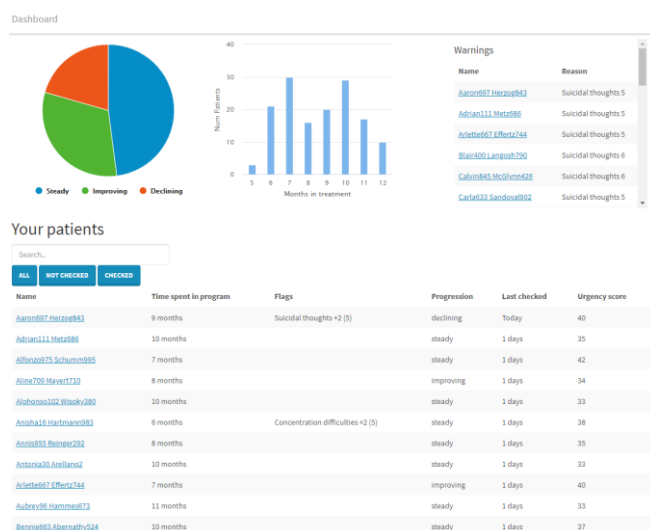 Dashboard
Steady Improving Declining
40
30
20
10
0
Num Patients
5 6 7 8 9 10 11 12
Months in treatment
Warnings
Name Reason
Aaron697 Herzog843 Suicidal thoughts 5
Adrian111 Metz686 Suicidal thoughts 5
Arlette667 Effertz744 Suicidal thoughts 5
Blair400 Langosh790 Suicidal thoughts 6
Calvin845 McGlynn426 Suicidal thoughts 6
Carla633 Sandoval902 Suicidal thoughts 5
Your patients
Search..
ALL NOT CHECKED CHECKED
Name Time spent in program Flags Progression Last checked Urgency score
Aaron697 Herzog843 9 months Suicidal thoughts +2 (5) declining Today 40
Adrian111 Metz686 10 months steady 1 days 35
Alfonzo975 Schumm995 7 months steady 1 days 42
Aline709 Mayert710 8 months improving 1 days 34
Alphonso102 Wisoky380 10 months steady 1 days 33
Anisha16 Hartmann983 6 months Concentration difficulties +2 (5) steady 1 days 38
Annis955 Reinger292 8 months steady 1 days 35
Antonia30 Arellano2 10 months steady 1 days 33
Arlette667 Effertz744 7 months improving 1 days 40
Aubrey96 Hammes673 11 months steady 1 days 33
Bennie663 Abernathy524 10 months steady 1 days 37